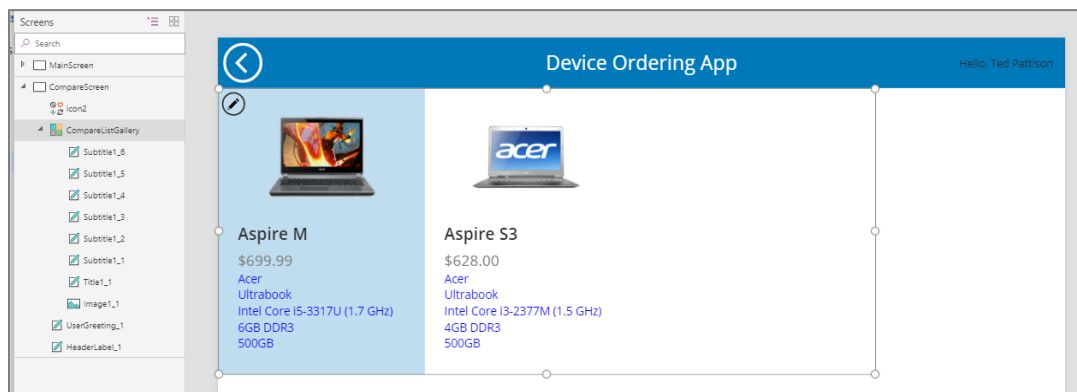 Screens
Search
MainScreen
CompareScreen
icon2
CompareListGallery
Subtitle1_6
Subtitle1_5
Subtitle1_4
Subtitle1_3
Subtitle1_2
Subtitle1_1
Title1_1
Image1_1
UserGreeting_1
HeaderLabel_1
Device Ordering App
Hello, Ted Pattison
acer
Aspire M
$699.99
Acer
Ultrabook
Intel Core i5-3317U (1.7 GHz)
6GB DDR3
500GB
Aspire S3
$628.00
Acer
Ultrabook
Intel Core i3-2377M (1.5 GHz)
4GB DDR3
500GB